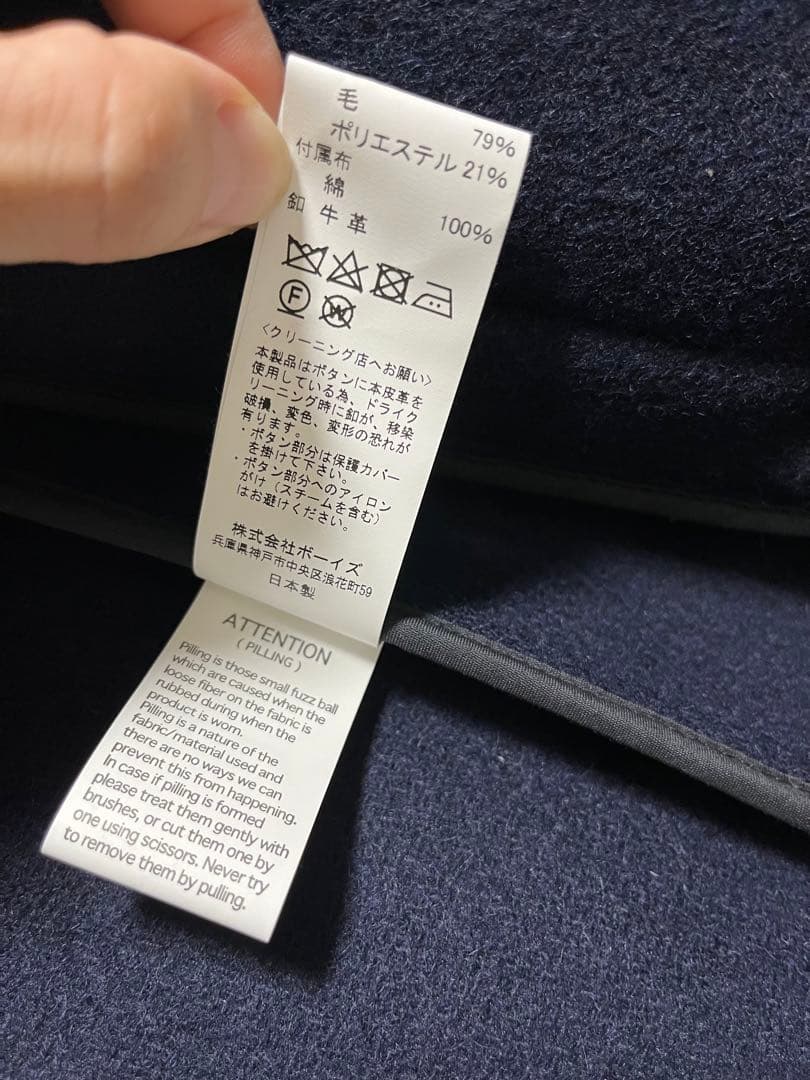 毛 79%
ポリエステル 21%
付属布
綿 100%
釦 牛革
F
W
<クリーニング店へお願い>
本製品はボタンに本皮革を
使用している為、ドライク
リーニング時に釦が、移染
破損、変色、変形の恐れが
有ります。
・ボタン部分は保護カバー
を掛けて下さい。
・ボタン部分へのアイロン
がけ(スチームを含む)
はお避けください。
株式会社ボーイズ
兵庫県神戸市中央区浪花町59
日本製
ATTENTION
( PILLING )
Pilling is those small fuzz ball
which are caused when the
loose fiber on the fabric is
rubbed during when the
product is worn.
Pilling is a nature of the
fabric/material used and
there are no ways we can
prevent this from happening.
In case if pilling is formed
please treat them gently with
brushes, or cut them one by
one using scissors. Never try
to remove them by pulling.